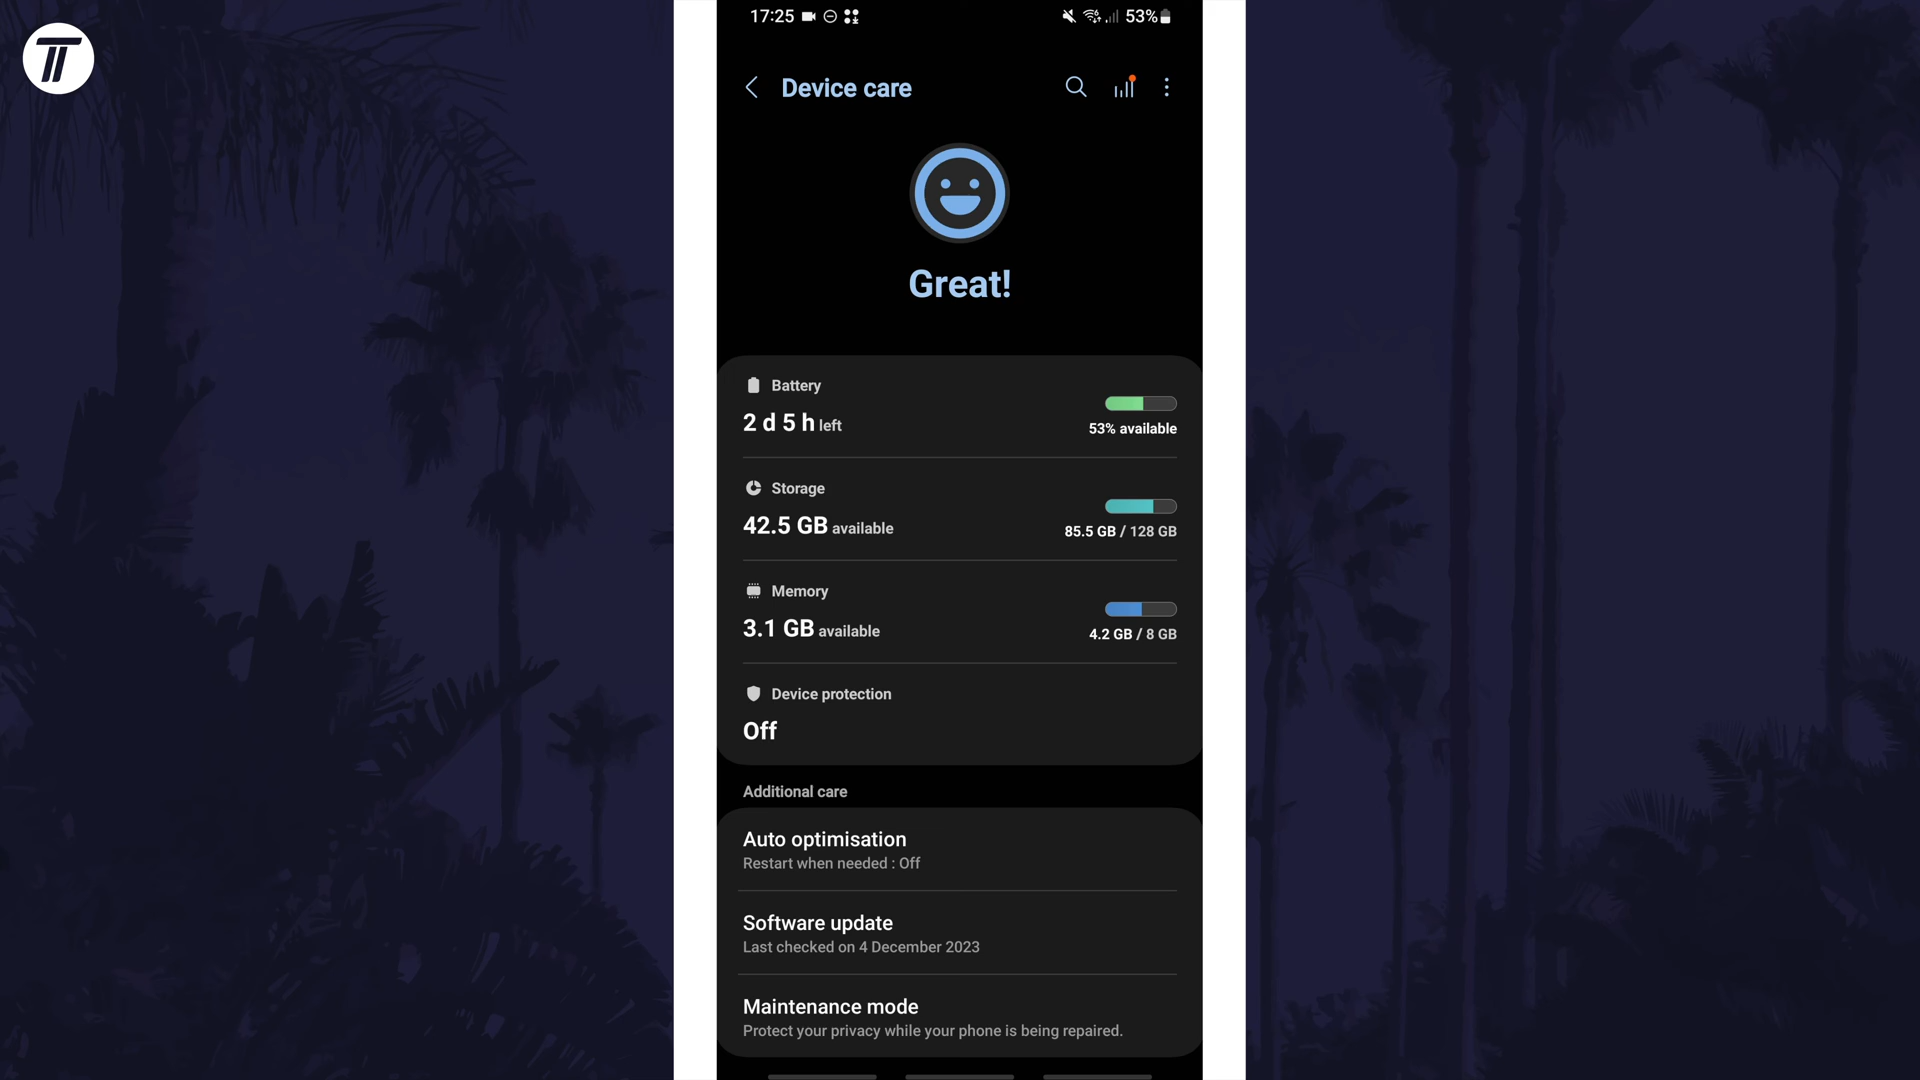 17:25
53%
Device care
Great!
Battery
2 d 5 h left
53% available
Storage
42.5 GB available
85.5 GB / 128 GB
Memory
3.1 GB available
4.2 GB / 8 GB
Device protection
Off
Additional care
Auto optimisation
Restart when needed : Off
Software update
Last checked on 4 December 2023
Maintenance mode
Protect your privacy while your phone is being repaired.